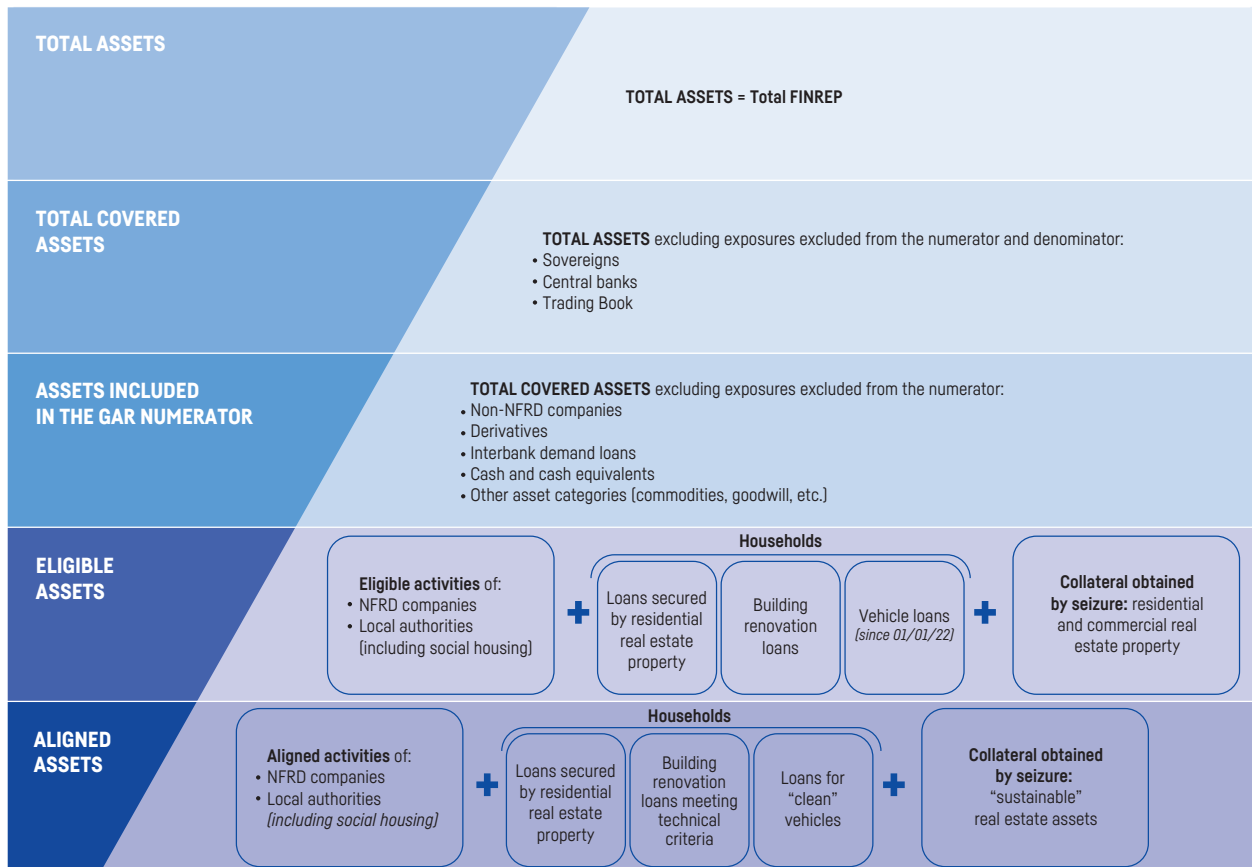 TOTAL ASSETS
TOTAL ASSETS = Total FINREP
TOTAL COVERED
ASSETS
TOTAL ASSETS excluding exposures excluded from the numerator and denominator:
• Sovereigns
• Central banks
• Trading Book
ASSETS INCLUDED
IN THE GAR NUMERATOR
TOTAL COVERED ASSETS excluding exposures excluded from the numerator:
• Non-NFRD companies
• Derivatives
• Interbank demand loans
• Cash and cash equivalents
• Other asset categories (commodities, goodwill, etc.)
ELIGIBLE
ASSETS
Eligible activities of:
• NFRD companies
• Local authorities
(including social housing)
+
Households
Loans secured
by residential
real estate
property
Building
renovation
loans
Vehicle loans
(since 01/01/22)
+
Collateral obtained
by seizure: residential
and commercial real
estate property
ALIGNED
ASSETS
Aligned activities of:
• NFRD companies
• Local authorities
(including social housing)
+
Households
Loans secured
by residential
real estate
property
Building
renovation
loans meeting
technical
criteria
Loans for
“clean”
vehicles
+
Collateral obtained
by seizure:
“sustainable”
real estate assets